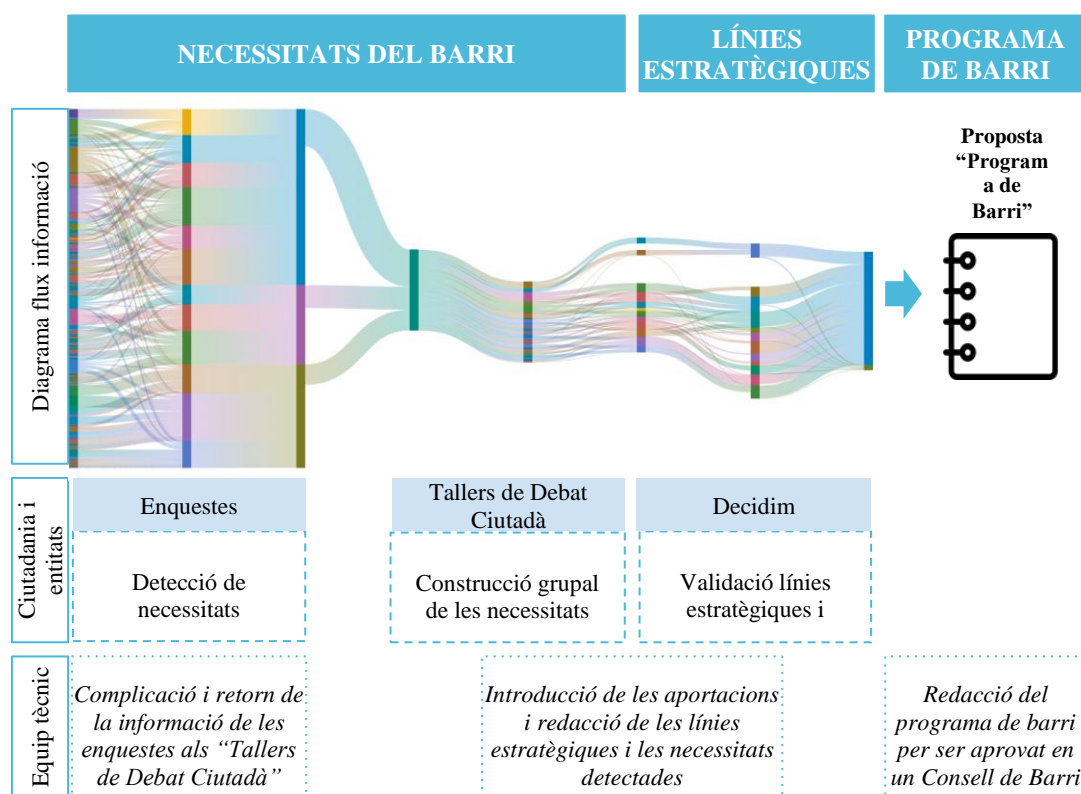 NECESSITATS DEL BARRI
LÍNIES
ESTRATÈGIQUES
PROGRAMA
DE BARRI
Diagrama flux informació
Proposta
“Program
a de
Barri”
Ciutadania i
entitats
Enquestes
Tallers de Debat
Ciutadà
Decidim
Detecció de
necessitats
Construcció grupal
de les necessitats
Validació línies
estratègiques i
Equip tècnic
Complicació i retorn de
la informació de les
enquestes als “Tallers
de Debat Ciutadà”
Introducció de les aportacions
i redacció de les línies
estratègiques i les necessitats
detectades
Redacció del
programa de barri
per ser aprovat en
un Consell de Barri